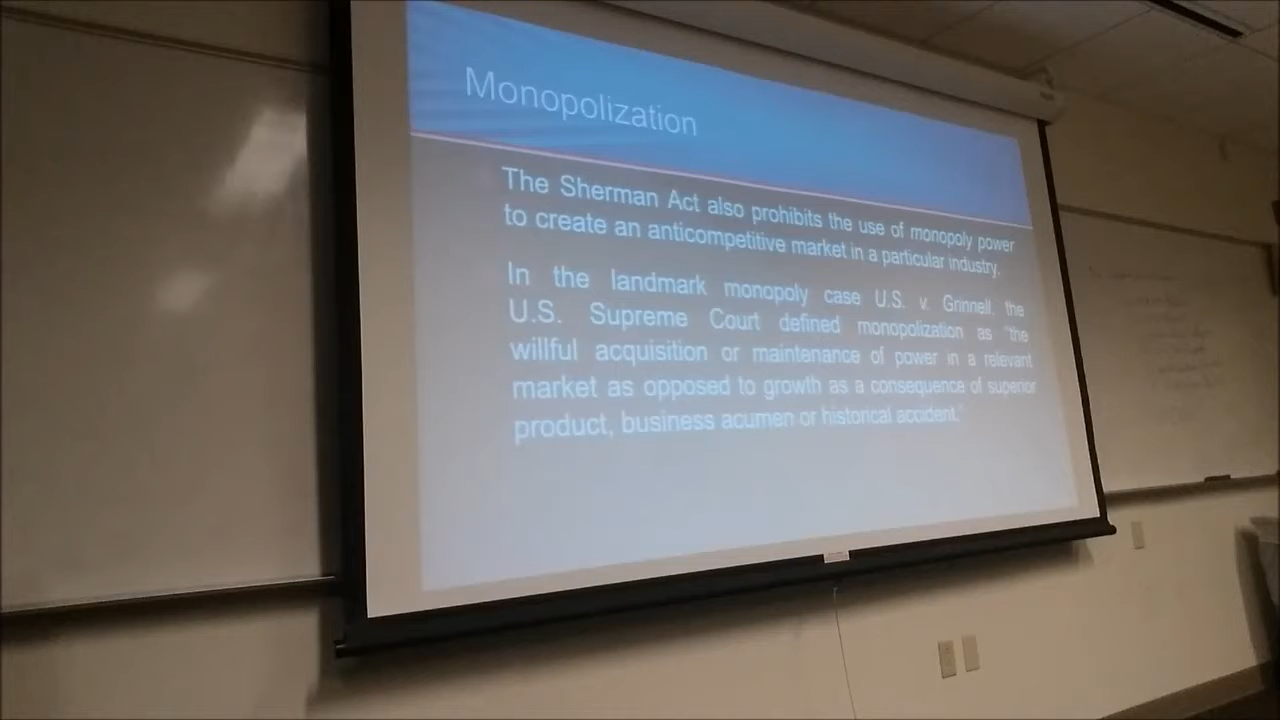 Monopolization
The Sherman Act also prohibits the use of monopoly power
to create an anticompetitive market in a particular industry.
In the landmark monopoly case U.S. v. Grinnell, the
U.S. Supreme Court defined monopolization as "the
willful acquisition or maintenance of power in a relevant
market as opposed to growth as a consequence of superior
product, business acumen or historical accident."